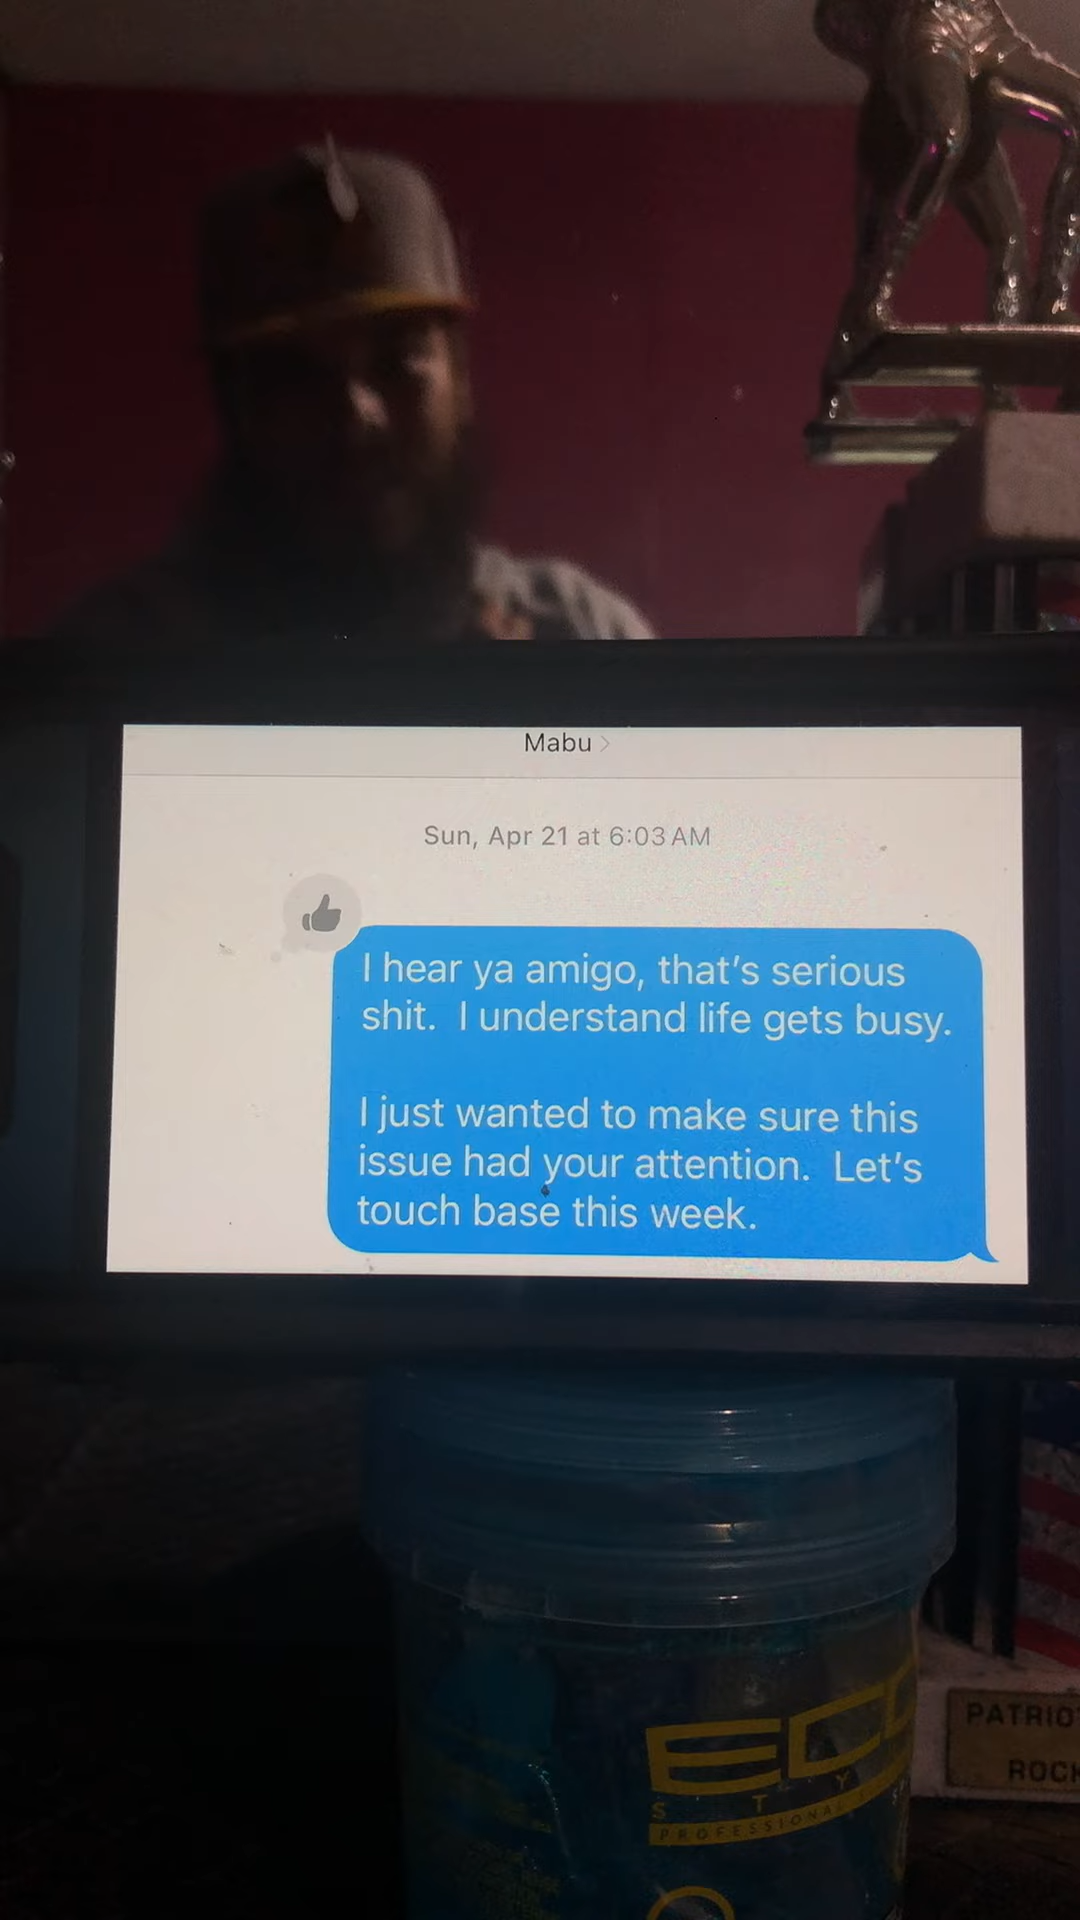 Mabu >
Sun, Apr 21 at 6:03 AM
I hear ya amigo, that's serious
shit. I understand life gets busy.
I just wanted to make sure this
issue had your attention. Let's
touch base this week.
ECO
S T Y
PROFESSIONAL
PATRIO
ROCK